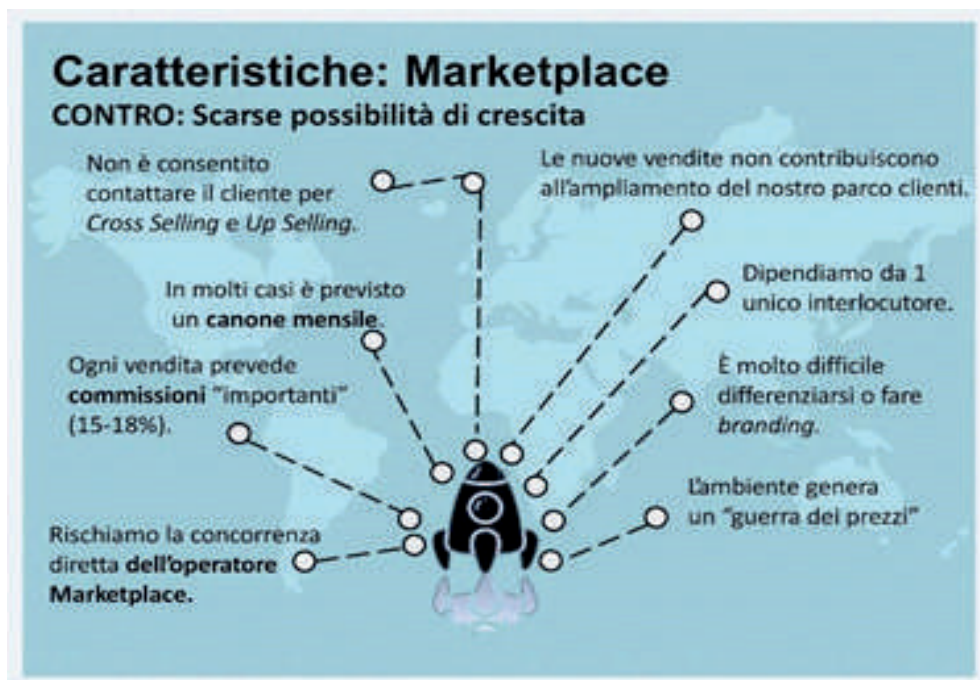 Caratteristiche: Marketplace
CONTRO: Scarse possibilità di crescita
Non è consentito
contattare il cliente per
Cross Selling e Up Selling.
Le nuove vendite non contribuiscono
all'ampliamento del nostro parco clienti.
In molti casi è previsto
un canone mensile.
Dipendiamo da 1
unico interlocutore.
Ogni vendita prevede
commissioni "importanti"
(15-18%).
È molto difficile
differenziarsi o fare
branding.
Rischiamo la concorrenza
diretta dell'operatore
Marketplace.
L'ambiente genera
un "guerra dei prezzi"